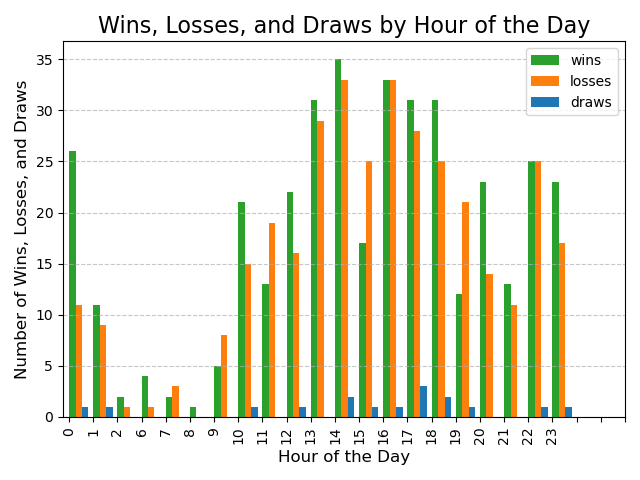 Wins, Losses, and Draws by Hour of the Day
Number of Wins, Losses, and Draws
35
30
25
20
15
10
5
0
wins
losses
draws
0 1 2 6 7 8 9 10 11 12 13 14 15 16 17 18 19 20 21 22 23
Hour of the Day